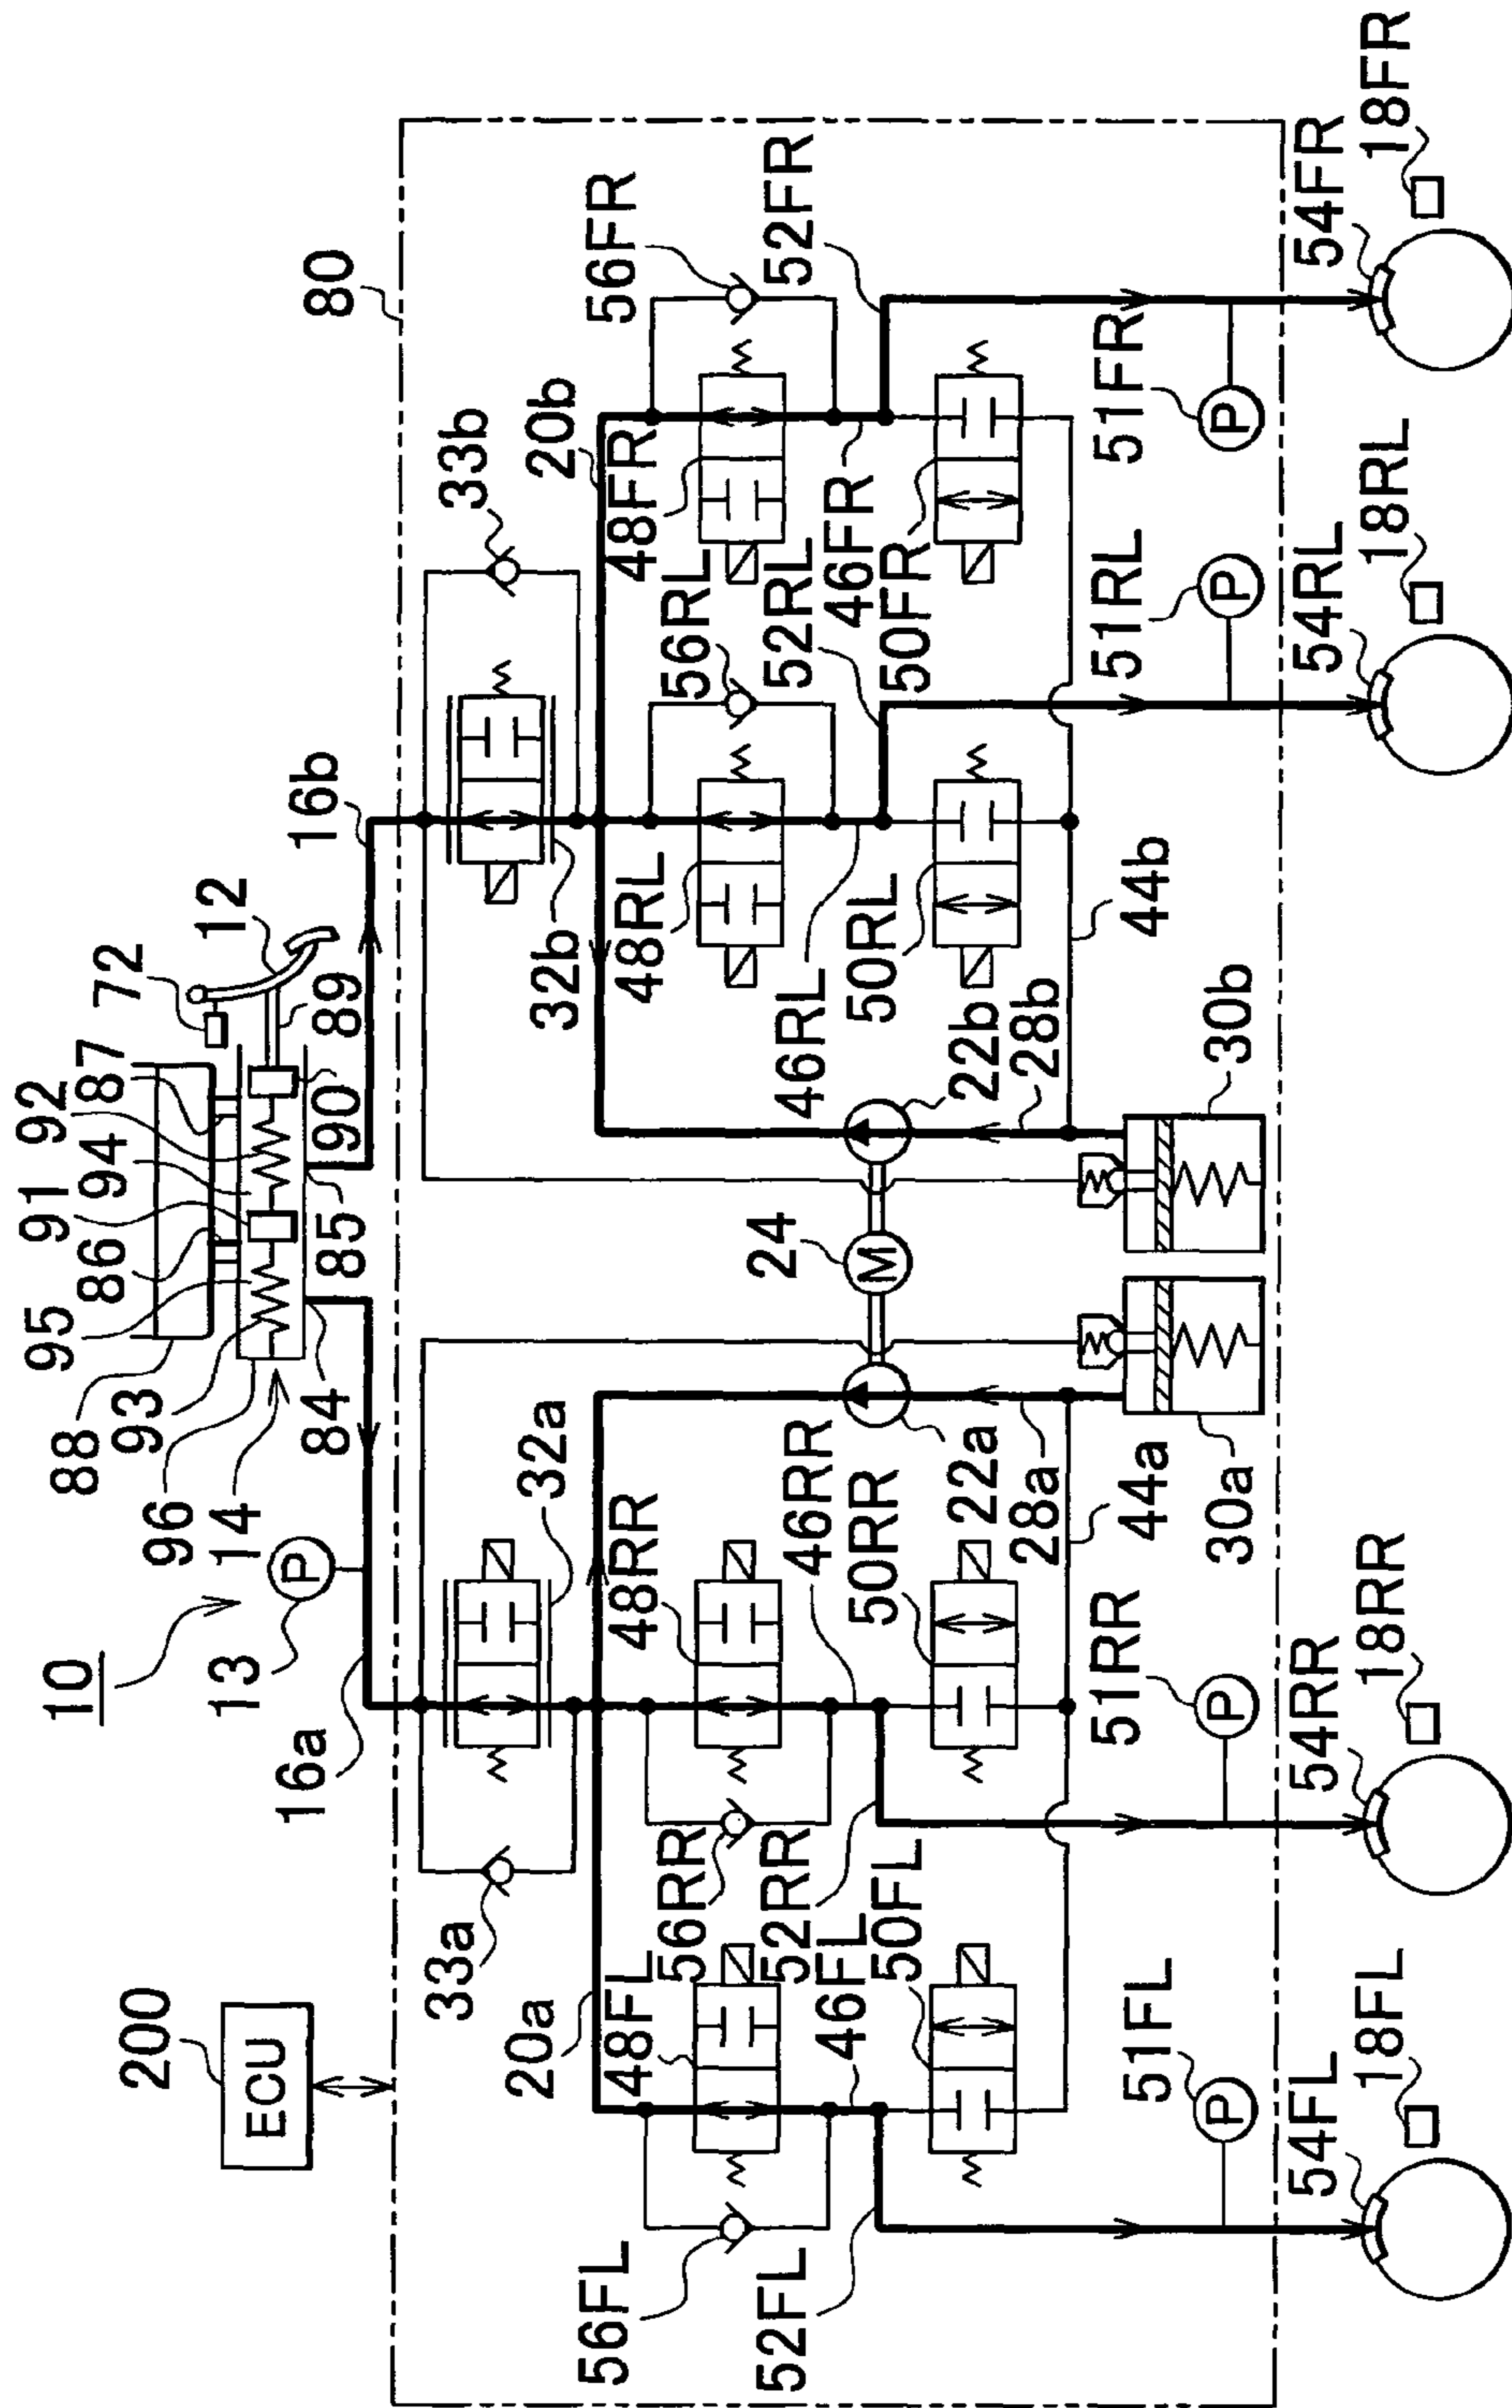 10
200
ECU
13
P
14
96
88
93
95
86
91
94
92
87
72
12
90
89
84
85
16a
16b
80
33a
32a
32b
33b
20a
20b
48FL
48RR
48RL
48FR
56FL
56RR
56RL
56FR
52FL
52RR
52RL
52FR
46FL
46RR
46RL
46FR
50FL
50RR
50RL
50FR
24
M
22a
22b
28a
28b
44a
44b
30a
30b
51FL
P
51RR
P
51RL
P
51FR
P
54FL
54RR
54RL
54FR
18FL
18RR
18RL
18FR